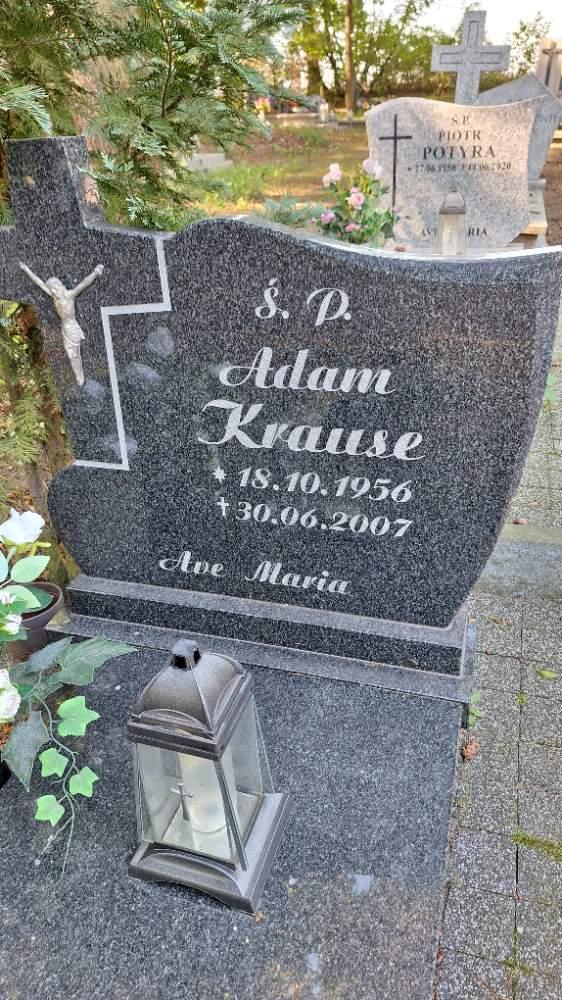 Ś. P.
Adam
Krause
* 18.10.1956
†30.06.2007
Ave Maria
Ś.P.
PIOTR
POTYRA